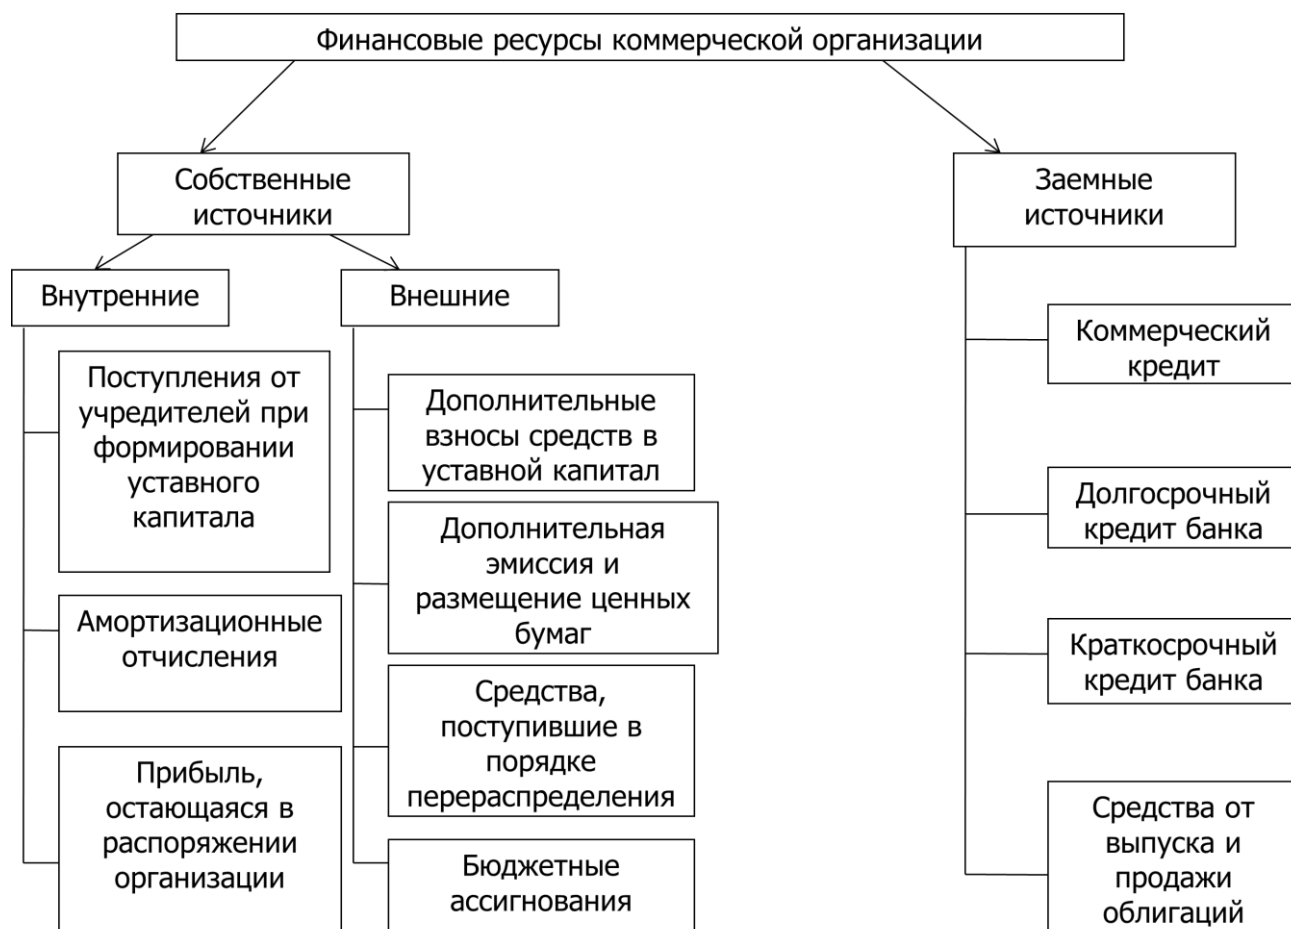 Финансовые ресурсы коммерческой организации
Собственные
источники
Заемные
источники
Внутренние
Внешние
Поступления от
учредителей при
формировании
уставного
капитала
Амортизационные
отчисления
Прибыль,
остающаяся в
распоряжении
организации
Дополнительные
взносы средств в
уставной капитал
Дополнительная
эмиссия и
размещение ценных
бумаг
Средства,
поступившие в
порядке
перераспределения
Бюджетные
ассигнования
Коммерческий
кредит
Долгосрочный
кредит банка
Краткосрочный
кредит банка
Средства от
выпуска и
продажи
облигаций